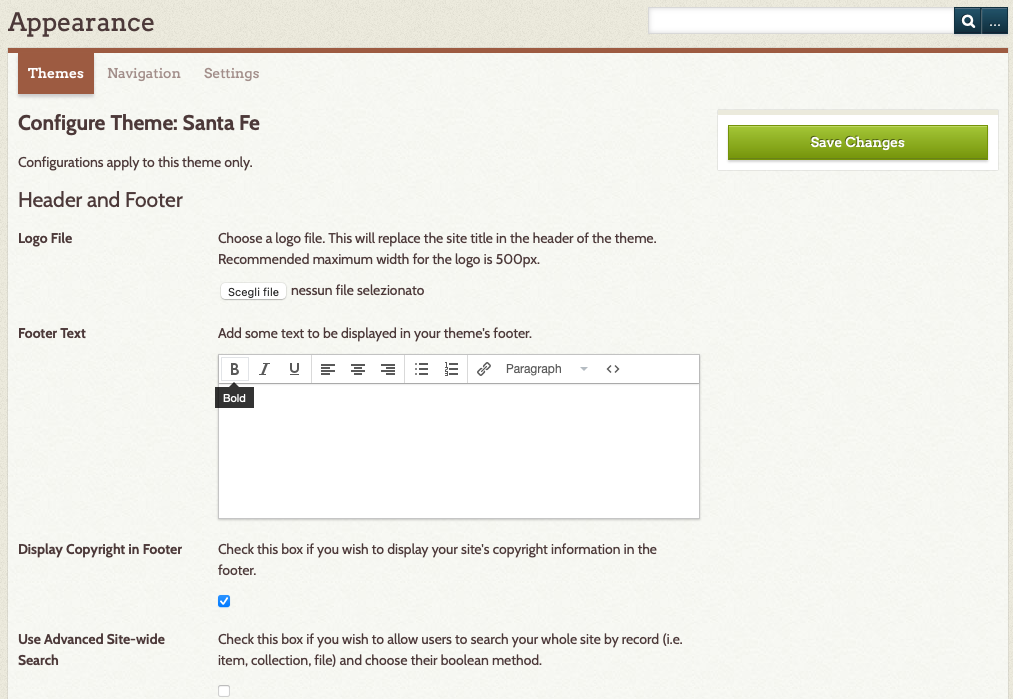 Appearance
...
Themes Navigation Settings
Configure Theme: Santa Fe
Save Changes
Configurations apply to this theme only.
Header and Footer
Logo File
Choose a logo file. This will replace the site title in the header of the theme.
Recommended maximum width for the logo is 500px.
Scegli file nessun file selezionato
Footer Text
Add some text to be displayed in your theme's footer.
B I U Paragraph <>
Bold
Display Copyright in Footer
Check this box if you wish to display your site's copyright information in the
footer.
Use Advanced Site-wide
Search
Check this box if you wish to allow users to search your whole site by record (i.e.
item, collection, file) and choose their boolean method.